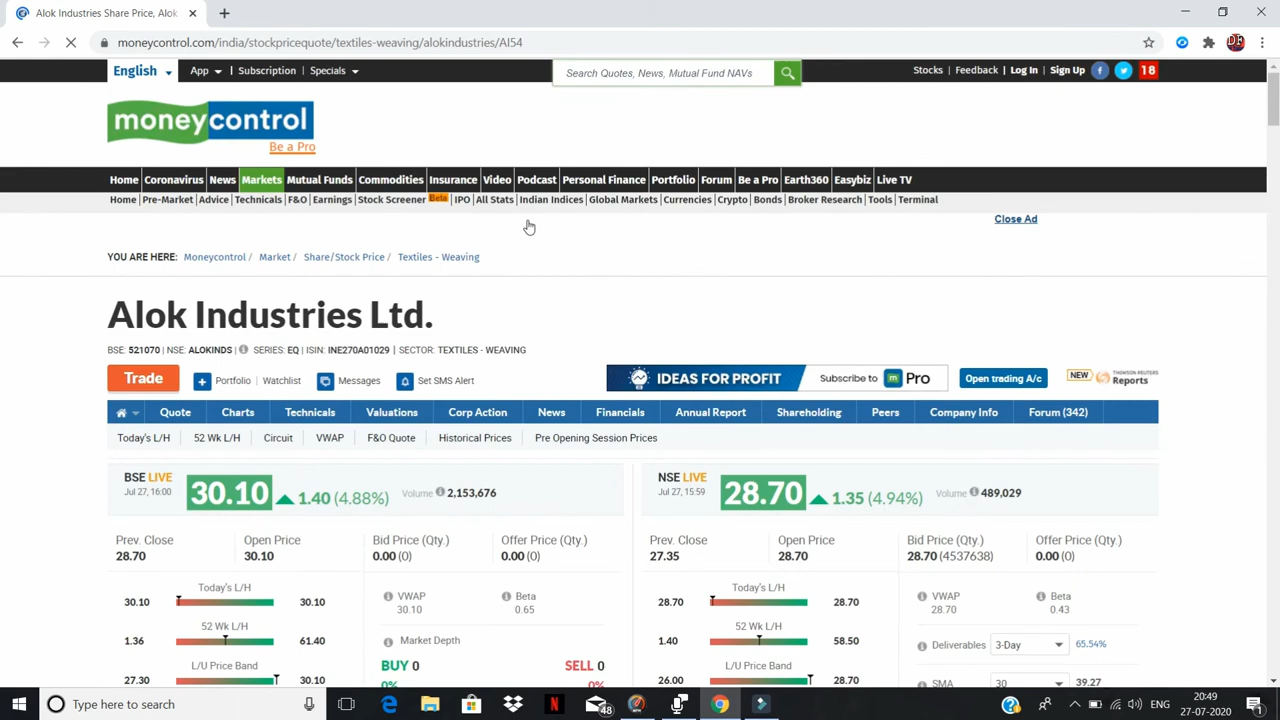 Alok Industries Share Price, Alok
moneycontrol.com/india/stockpricequote/textiles-weaving/alokindustries/AI54
English App Subscription Specials Search Quotes, News, Mutual Fund NAVs Stocks | Feedback | Log In | Sign Up f 18
moneycontrol
Be a Pro
Home Coronavirus News Markets Mutual Funds Commodities Insurance Video Podcast Personal Finance Portfolio Forum Be a Pro Earth360 Easybiz Live TV
Home | Pre-Market | Advice | Technicals | F&O | Earnings | Stock Screener Beta | IPO | All Stats | Indian Indices | Global Markets | Currencies | Crypto | Bonds | Broker Research | Tools | Terminal
Close Ad
YOU ARE HERE: Moneycontrol / Market / Share/Stock Price / Textiles - Weaving
Alok Industries Ltd.
BSE: 521070 | NSE: ALOKINDS | SERIES: EQ | ISIN: INE270A01029 | SECTOR: TEXTILES - WEAVING
Trade + Portfolio | Watchlist Messages Set SMS Alert IDEAS FOR PROFIT Subscribe to m Pro Open trading A/c NEW THOMSON REUTERS Reports
Quote Charts Technicals Valuations Corp Action News Financials Annual Report Shareholding Peers Company Info Forum (342)
Today's L/H 52 Wk L/H Circuit VWAP F&O Quote Historical Prices Pre Opening Session Prices
BSE LIVE 30.10 1.40 (4.88%) Volume 2,153,676 NSE LIVE 28.70 1.35 (4.94%) Volume 489,029
Jul 27, 16:00 Jul 27, 15:59
Prev. Close Open Price Bid Price (Qty.) Offer Price (Qty.) Prev. Close Open Price Bid Price (Qty.) Offer Price (Qty.)
28.70 30.10 0.00 (0) 0.00 (0) 27.35 28.70 28.70 (4537638) 0.00 (0)
Today's L/H VWAP Beta Today's L/H VWAP Beta
30.10 30.10 30.10 0.65 28.70 28.70 28.70 0.43
52 Wk L/H 52 Wk L/H
1.36 61.40 Market Depth 1.40 58.50 Deliverables 3-Day 65.54%
L/U Price Band BUY 0 SELL 0 L/U Price Band
27.30 30.10 0% 0% 26.00 28.70 SMA 30 39.27
Type here to search 48 ENG 20:49
27-07-2020 1